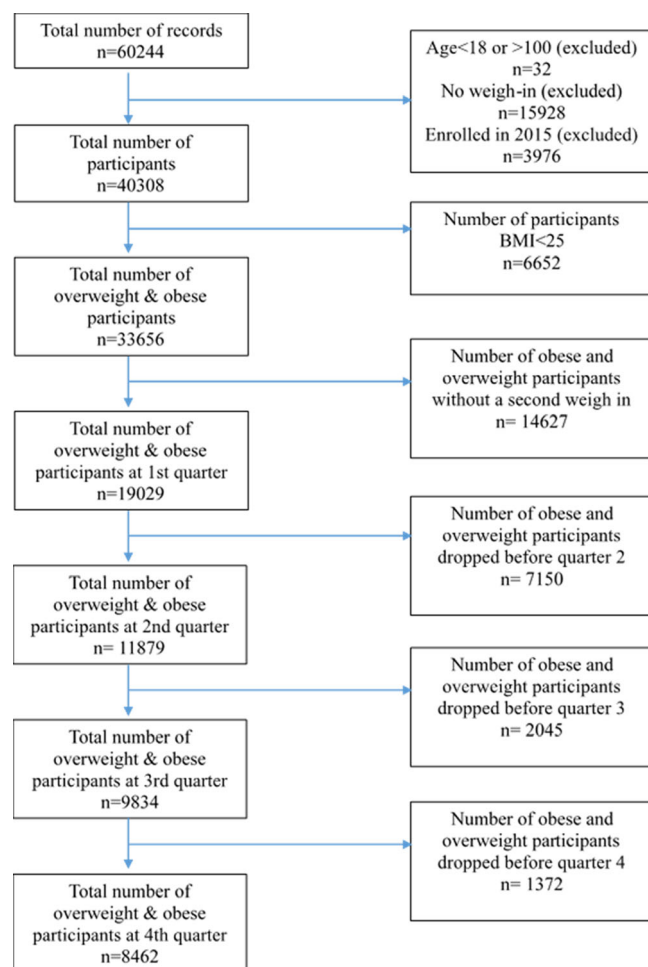 Total number of records
n=60244
Age<18 or >100 (excluded)
n=32
No weigh-in (excluded)
n=15928
Enrolled in 2015 (excluded)
n=3976
Total number of
participants
n=40308
Number of participants
BMI<25
n=6652
Total number of
overweight & obese
participants
n=33656
Number of obese and
overweight participants
without a second weigh in
n= 14627
Total number of
overweight & obese
participants at 1st quarter
n=19029
Number of obese and
overweight participants
dropped before quarter 2
n= 7150
Total number of
overweight & obese
participants at 2nd quarter
n= 11879
Number of obese and
overweight participants
dropped before quarter 3
n= 2045
Total number of
overweight & obese
participants at 3rd quarter
n=9834
Number of obese and
overweight participants
dropped before quarter 4
n= 1372
Total number of
overweight & obese
participants at 4th quarter
n=8462